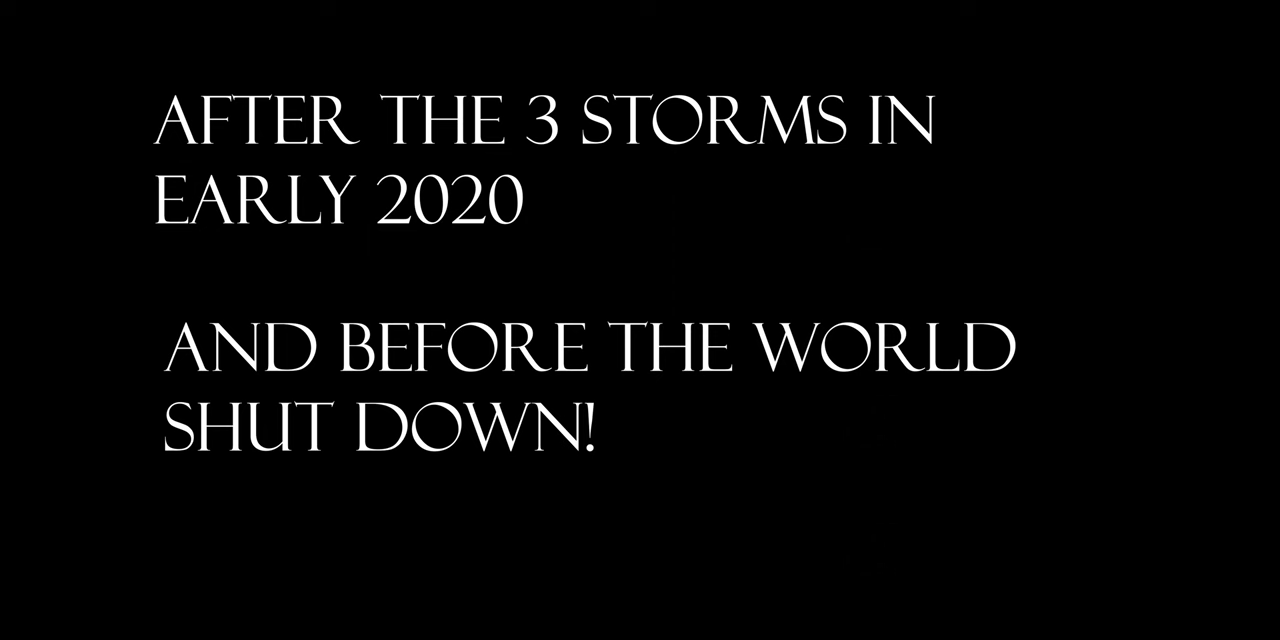 AFTER THE 3 STORMS IN
EARLY 2020
AND BEFORE THE WORLD
SHUT DOWN!